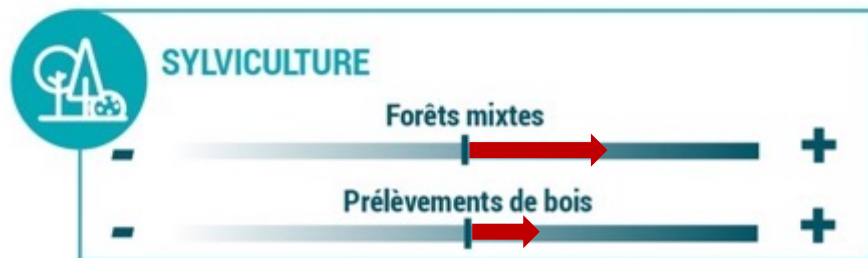 SYLVICULTURE
Forêts mixtes
- +
Prélèvements de bois
- +